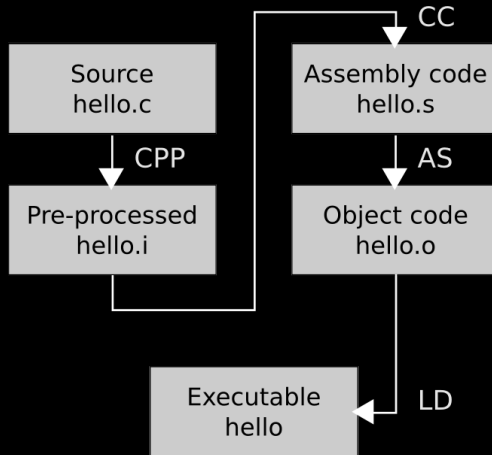 Source
hello.c
CPP
Pre-processed
hello.i
CC
Assembly code
hello.s
AS
Object code
hello.o
LD
Executable
hello